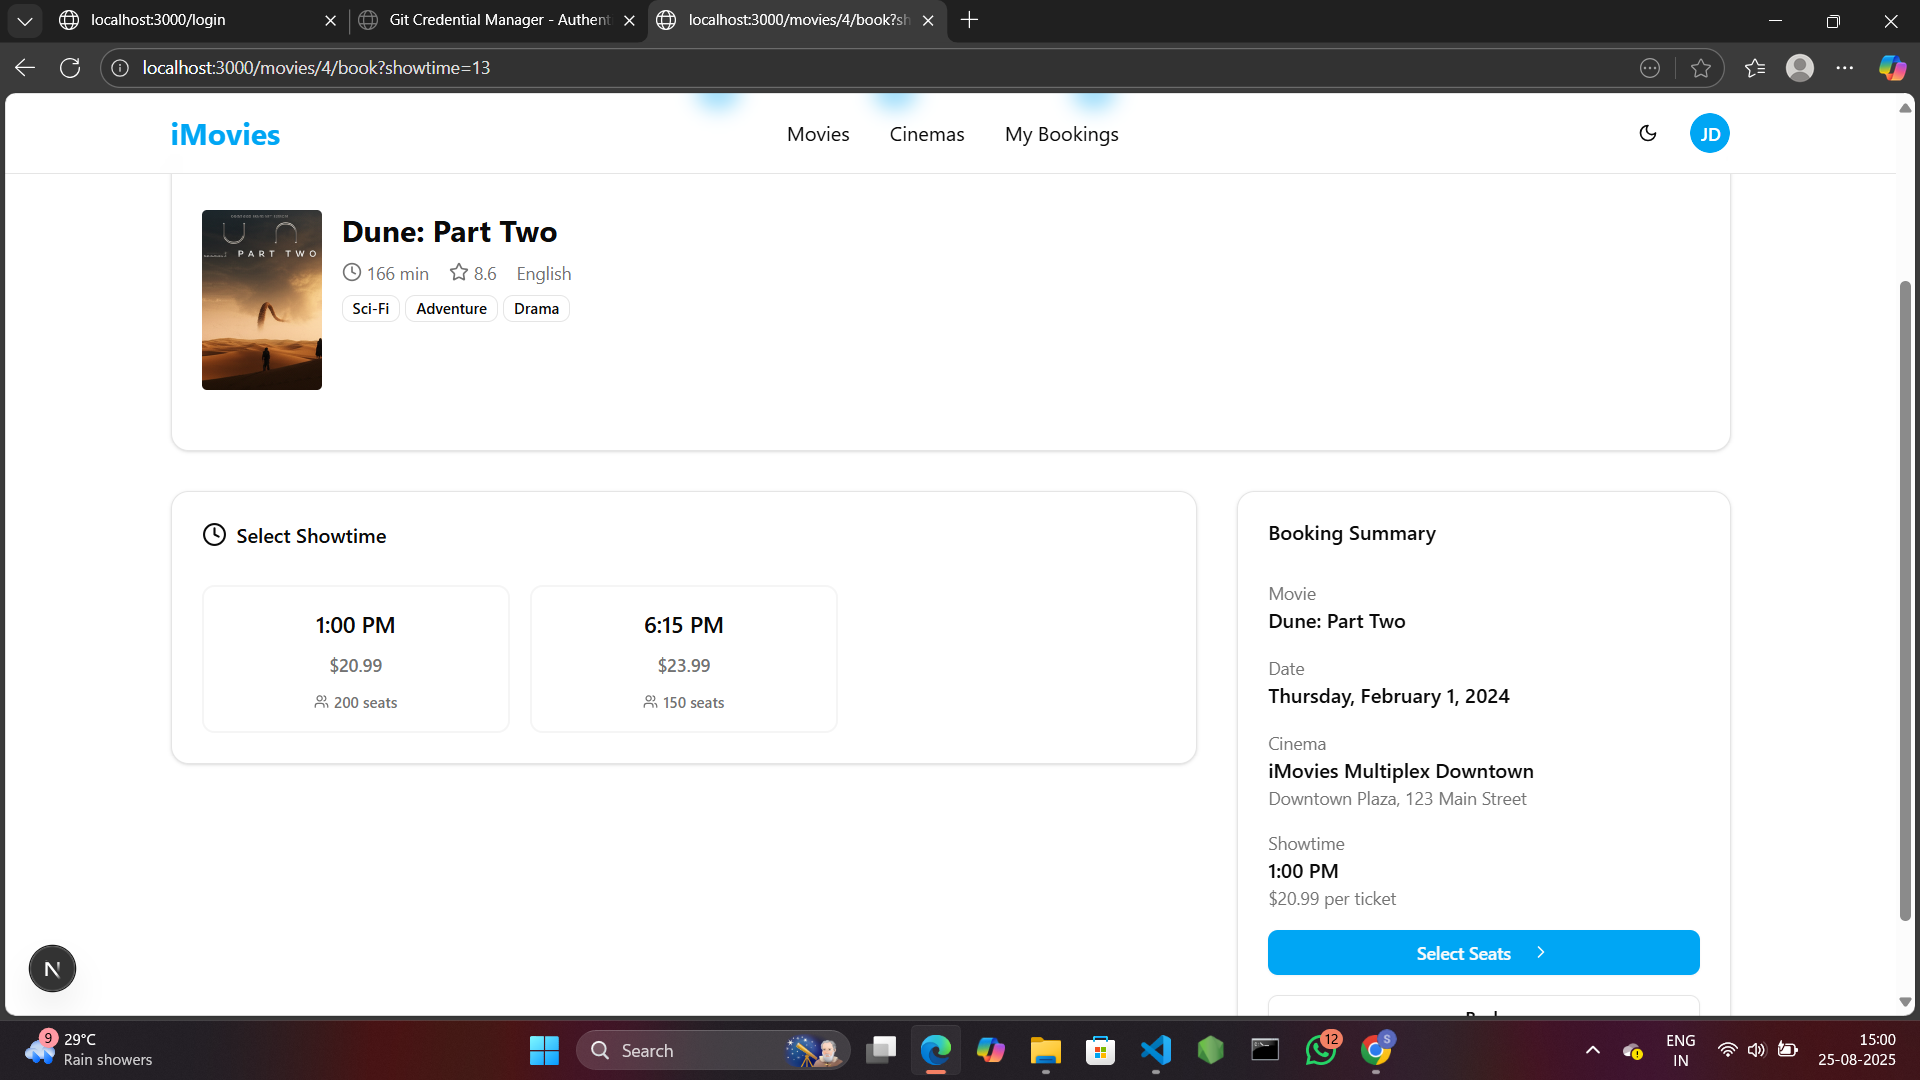 localhost:3000/login
Git Credential Manager - Authent
localhost:3000/movies/4/book?sh
localhost:3000/movies/4/book?showtime=13
iMovies
Movies
Cinemas
My Bookings
JD
PART TWO
Dune: Part Two
166 min
8.6
English
Sci-Fi
Adventure
Drama
Select Showtime
1:00 PM
$20.99
200 seats
6:15 PM
$23.99
150 seats
Booking Summary
Movie
Dune: Part Two
Date
Thursday, February 1, 2024
Cinema
iMovies Multiplex Downtown
Downtown Plaza, 123 Main Street
Showtime
1:00 PM
$20.99 per ticket
Select Seats
N
9
29°C
Rain showers
Search
12
S
ENG
IN
15:00
25-08-2025